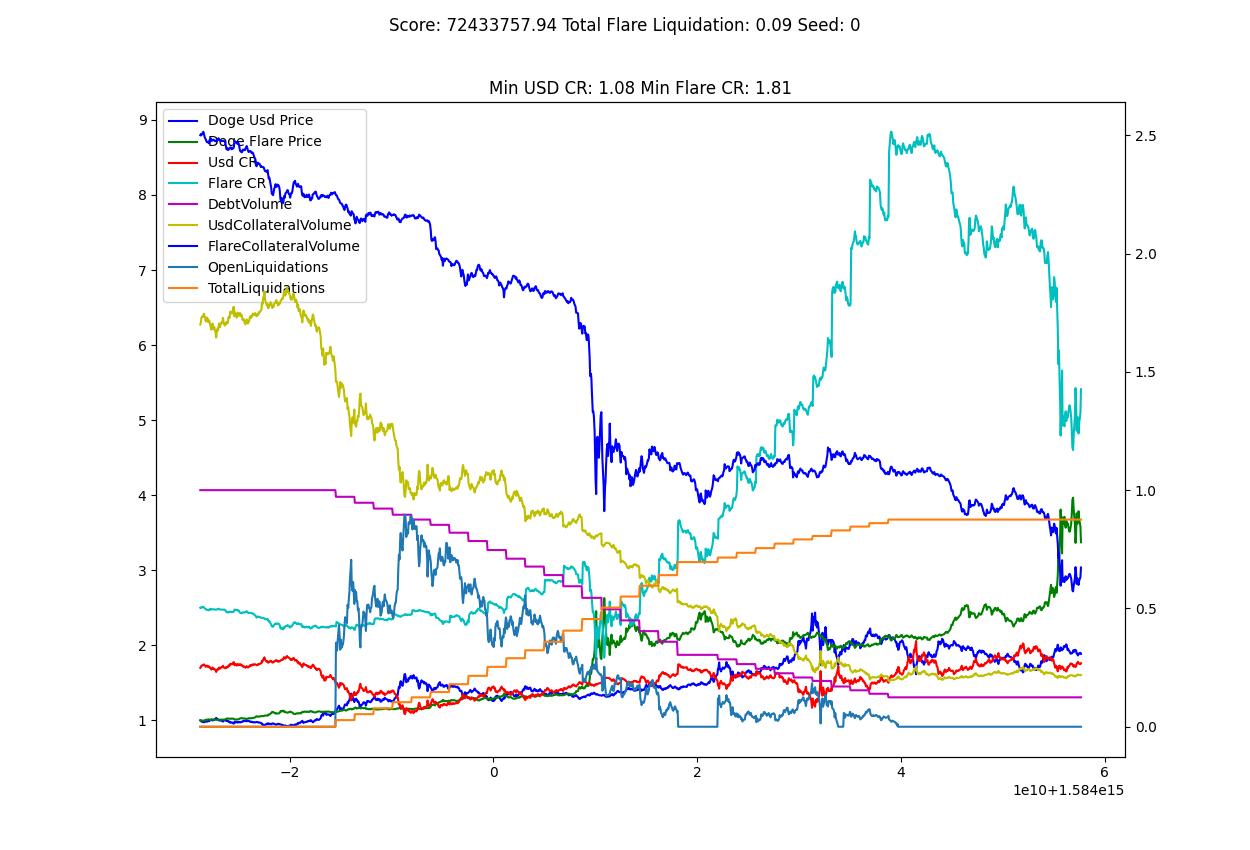 Score: 72433757.94 Total Flare Liquidation: 0.09 Seed: 0
Min USD CR: 1.08 Min Flare CR: 1.81
Doge Usd Price
Doge Flare Price
Usd CR
Flare CR
DebtVolume
UsdCollateralVolume
FlareCollateralVolume
OpenLiquidations
TotalLiquidations
9
8
7
6
5
4
3
2
1
2.5
2.0
1.5
1.0
0.5
0.0
−2 0 2 4 6
1e10+1.584e15